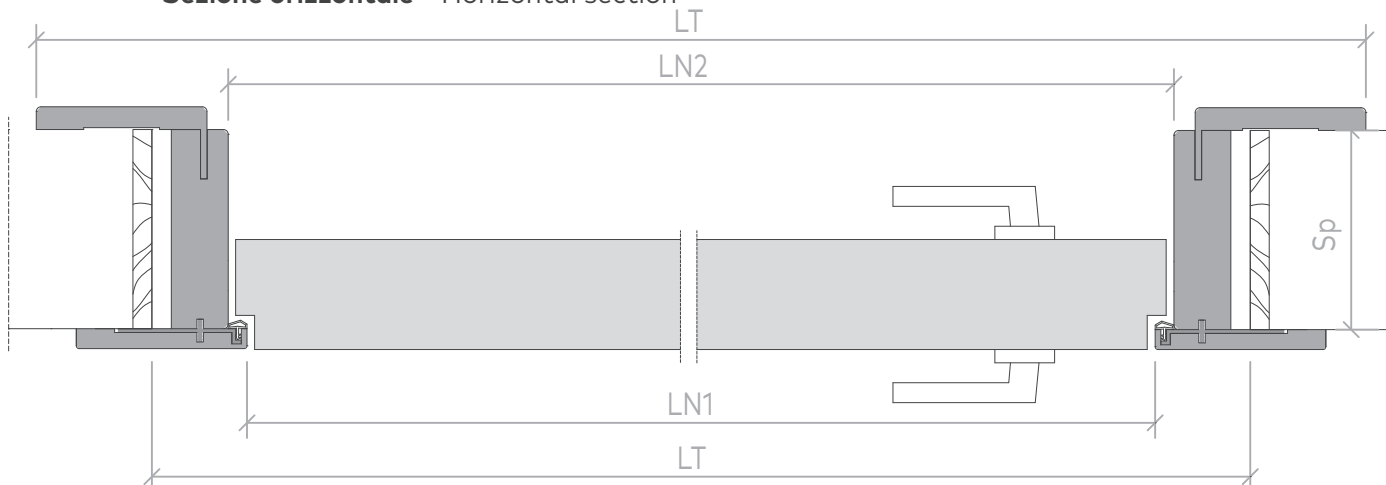 Sezione orizzontale - Horizontal section
LT
LN2
Sp
LN1
LT